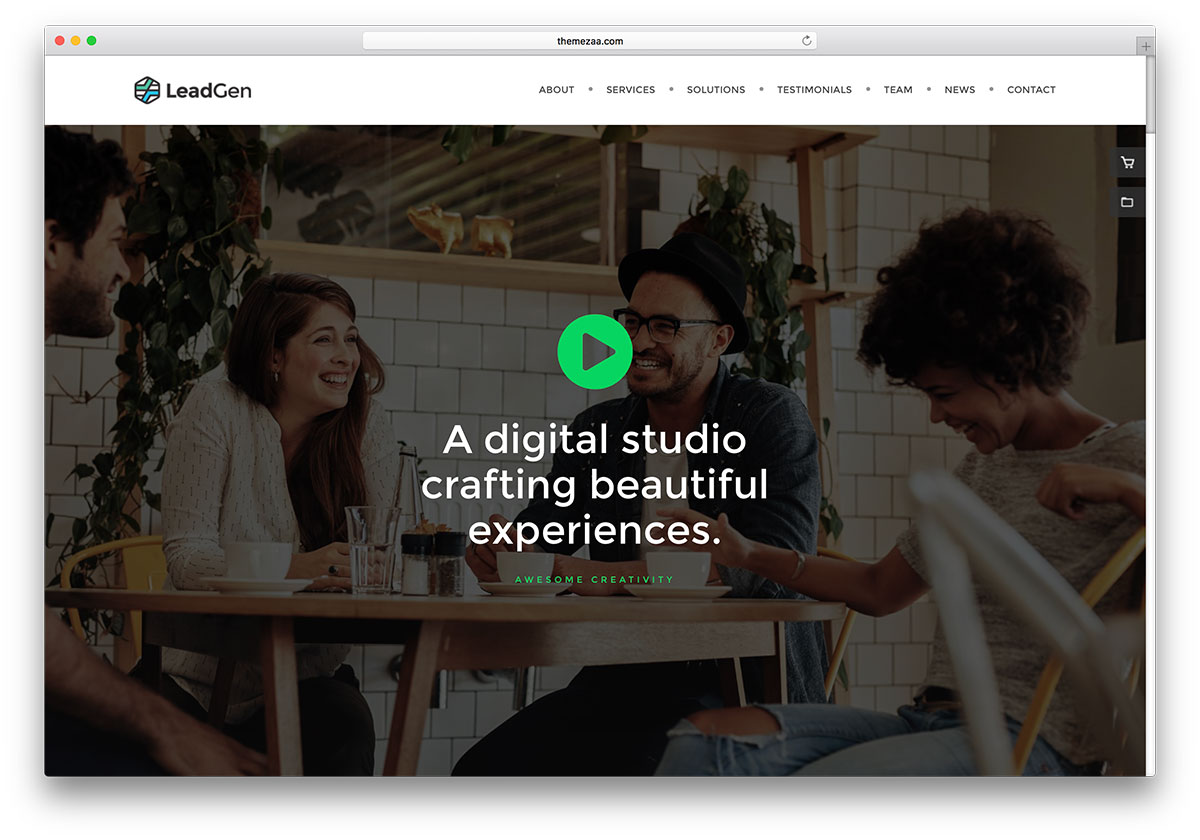 themezaa.com
LeadGen
ABOUT • SERVICES • SOLUTIONS • TESTIMONIALS • TEAM • NEWS • CONTACT
A digital studio
crafting beautiful
experiences.
AWESOME CREATIVITY